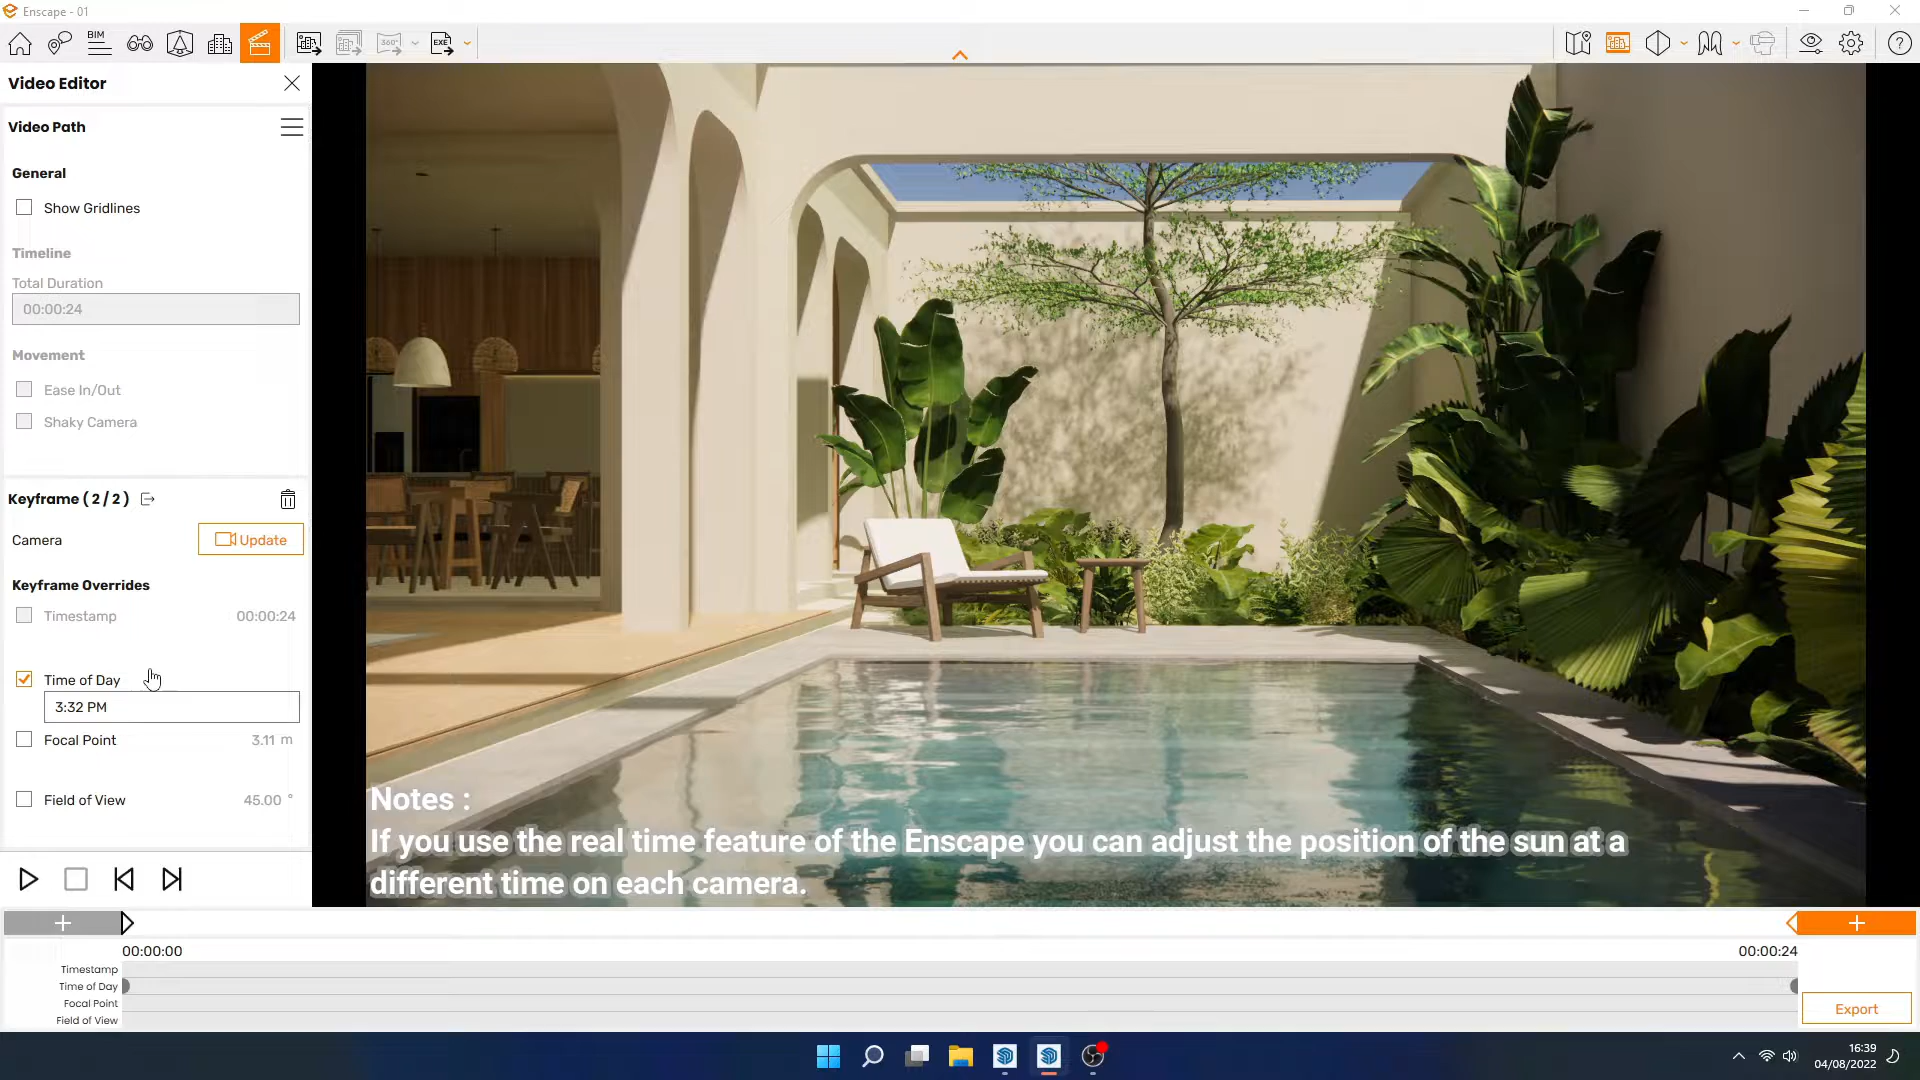 Enscape - 01
BIM
360°
EXE
Video Editor
Video Path
General
Show Gridlines
Timeline
Total Duration
00:00:24
Movement
Ease In/Out
Shaky Camera
Keyframe ( 2 / 2 )
Camera
Update
Keyframe Overrides
Timestamp 00:00:24
Time of Day
3:32 PM
Focal Point 3.11 m
Field of View 45.00 °
Notes :
If you use the real time feature of the Enscape you can adjust the position of the sun at a
different time on each camera.
00:00:00 00:00:24
Timestamp
Time of Day
Focal Point
Field of View
Export
16:39
04/08/2022